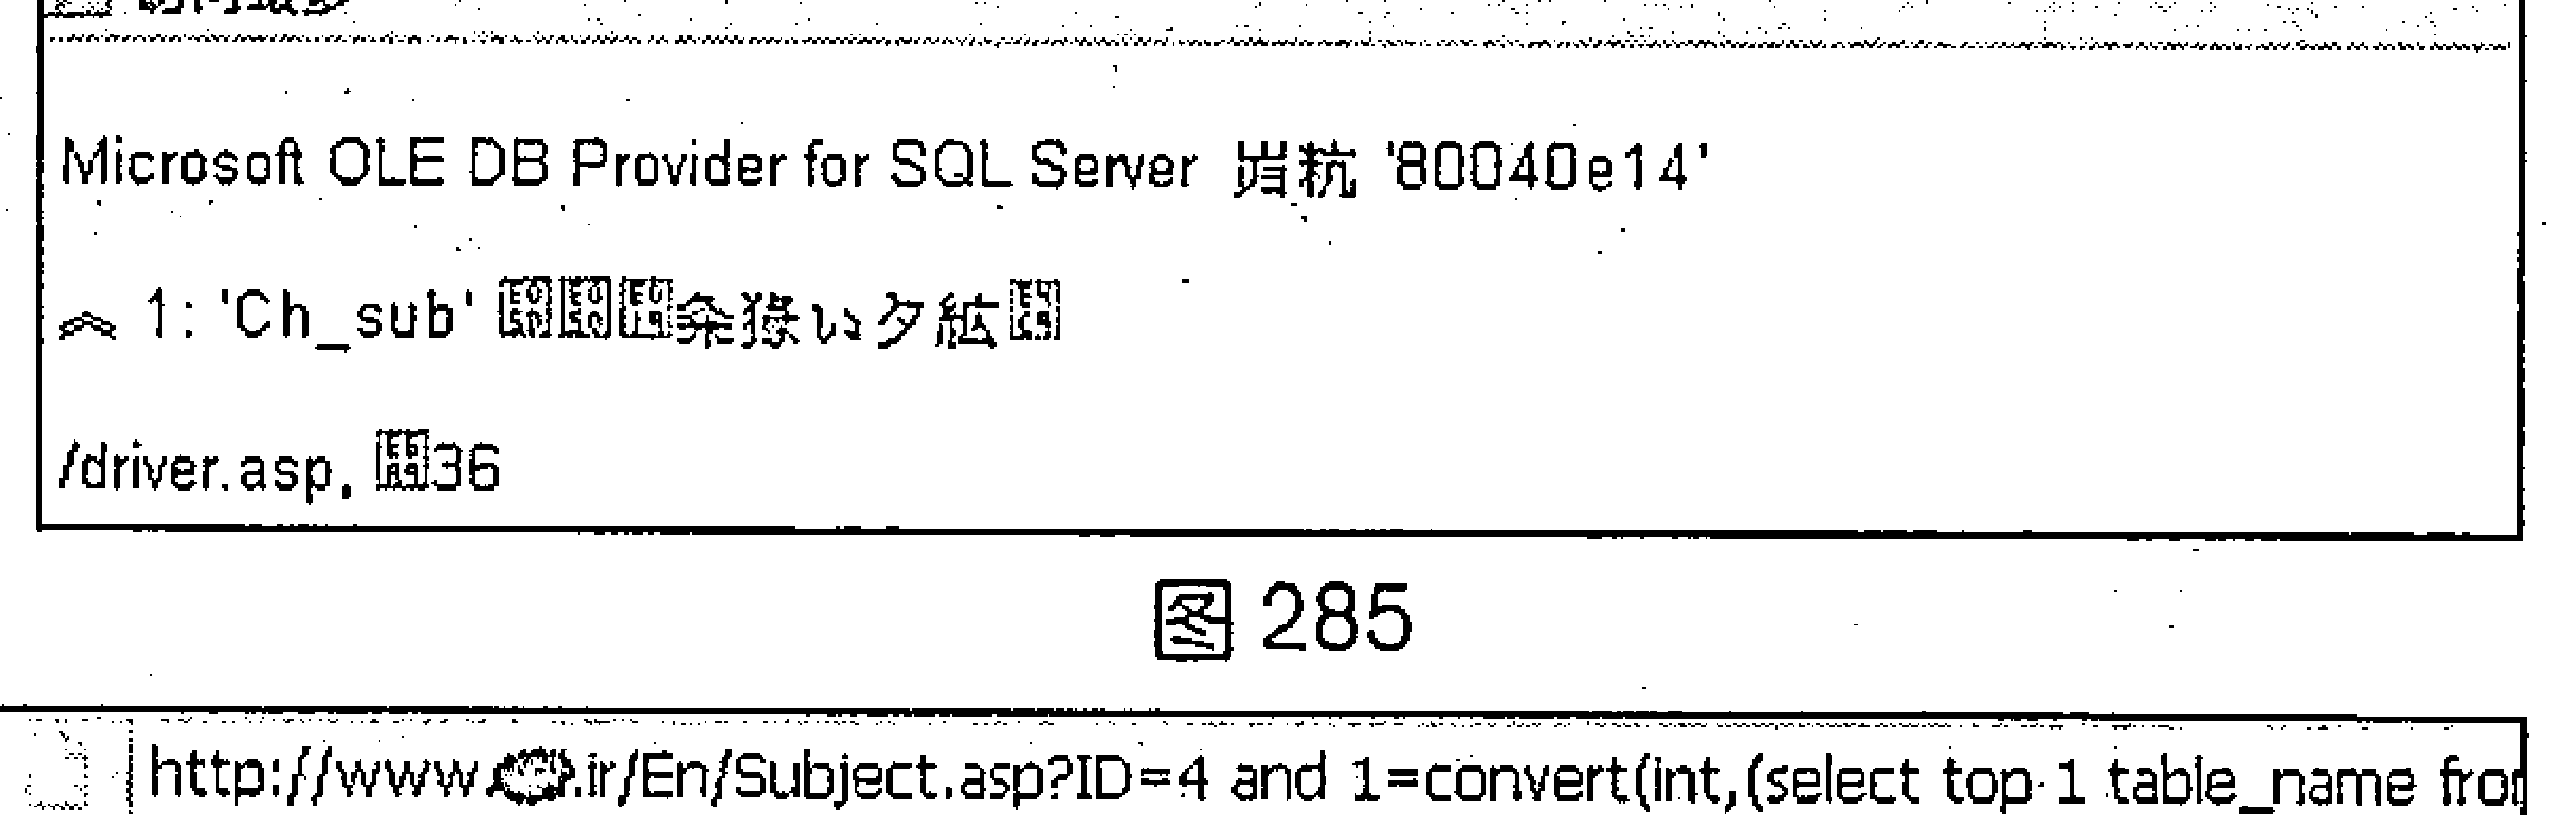 Microsoft OLE DB Provider for SQL Server '80040e14'
1: 'Ch_sub'
/driver.asp, 36
图 285
http://www.ir/En/Subject.asp?ID=4 and 1=convert(int,(select top 1 table_name from